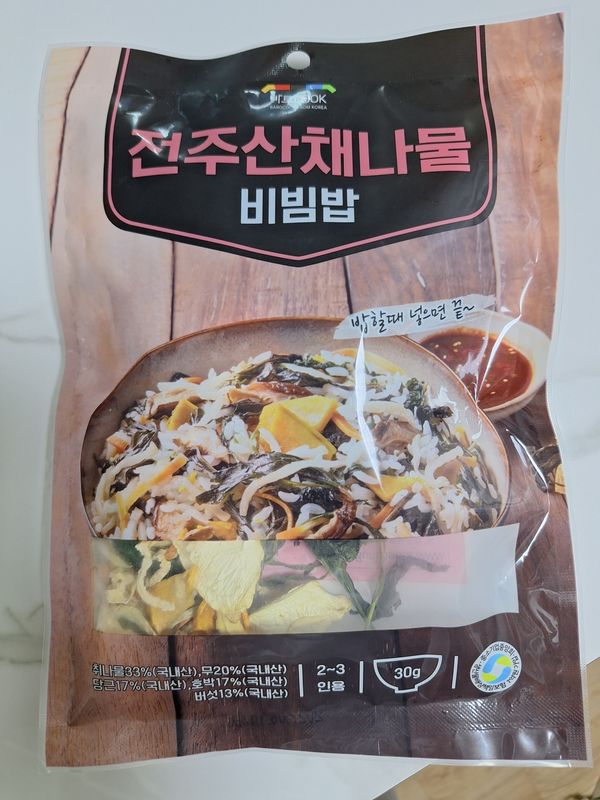 전주산채나물
비빔밥
밥할때 넣으면 끝~
취나물33%(국내산),무20%(국내산)
당근17%(국내산),호박17%(국내산)
버섯13%(국내산)
2~3
인용
30g